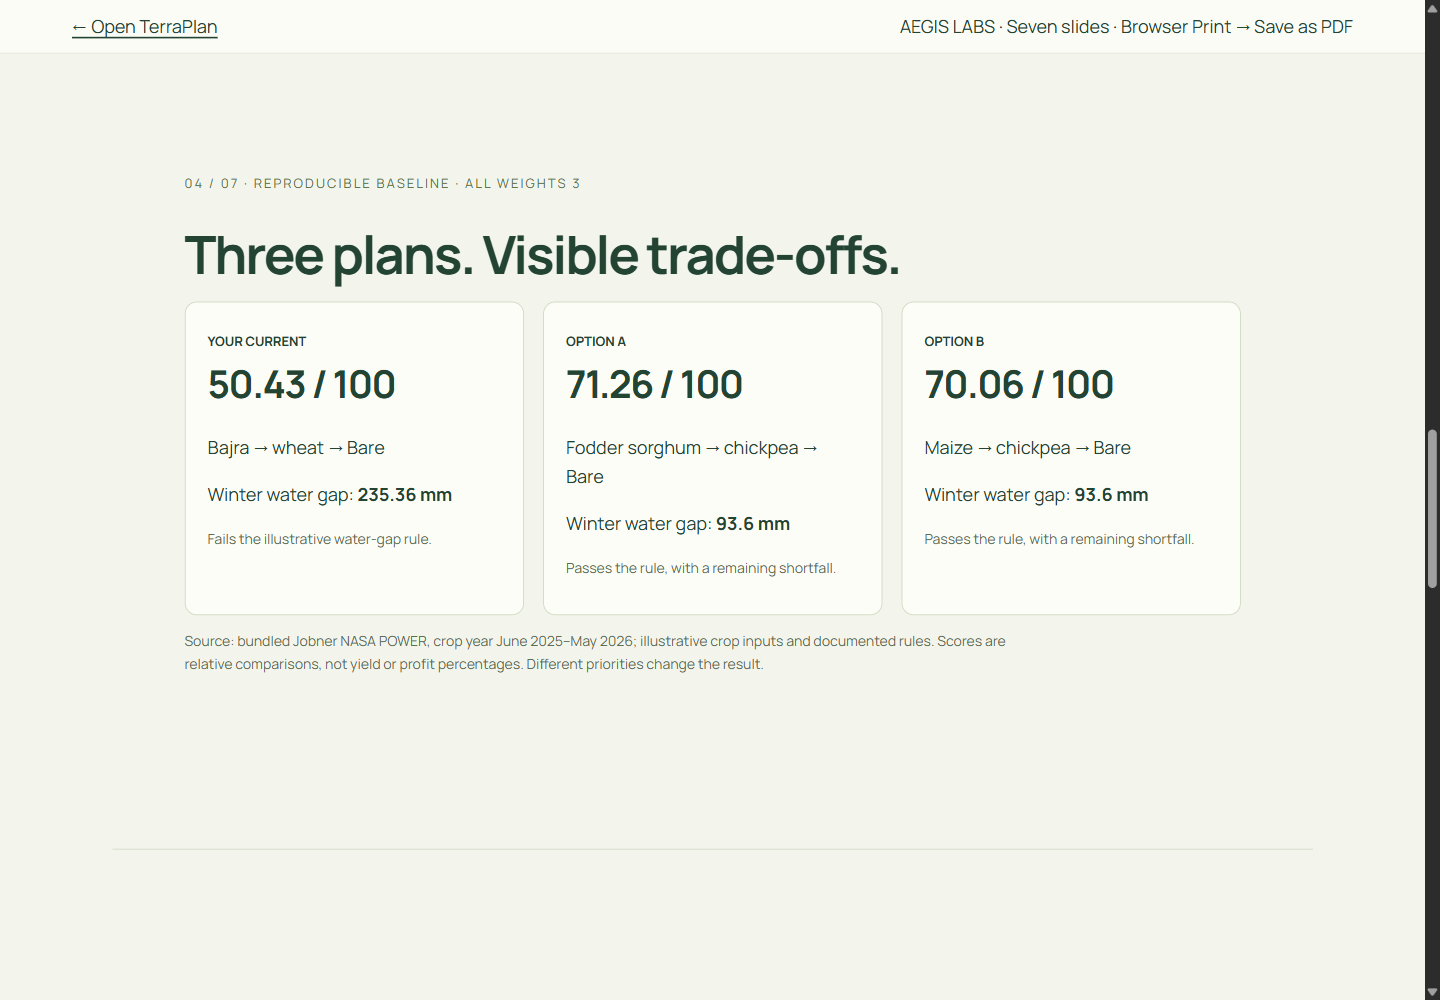 ← Open TerraPlan
AEGIS LABS · Seven slides · Browser Print → Save as PDF
04 / 07 · REPRODUCIBLE BASELINE · ALL WEIGHTS 3
Three plans. Visible trade-offs.
YOUR CURRENT
50.43 / 100
Bajra → wheat → Bare
Winter water gap: 235.36 mm
Fails the illustrative water-gap rule.
OPTION A
71.26 / 100
Fodder sorghum → chickpea →
Bare
Winter water gap: 93.6 mm
Passes the rule, with a remaining shortfall.
OPTION B
70.06 / 100
Maize → chickpea → Bare
Winter water gap: 93.6 mm
Passes the rule, with a remaining shortfall.
Source: bundled Jobner NASA POWER, crop year June 2025–May 2026; illustrative crop inputs and documented rules. Scores are
relative comparisons, not yield or profit percentages. Different priorities change the result.